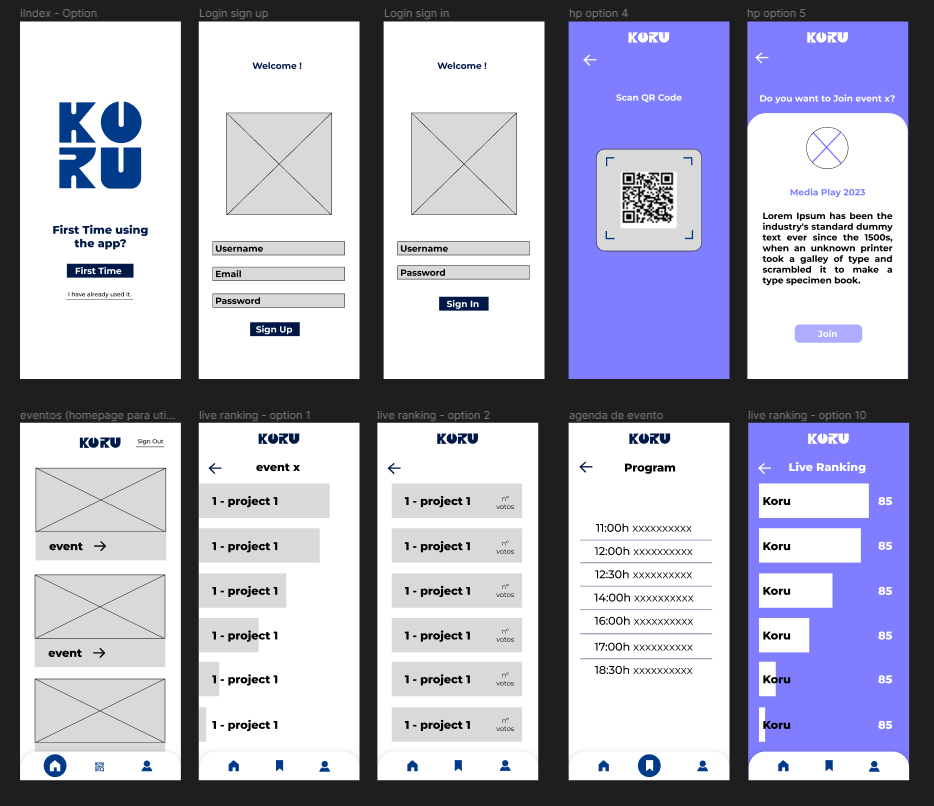 iIndex - Option
KORU
First Time using
the app?
First Time
I have already used it.
Login sign up
Welcome !
Username
Email
Password
Sign Up
Login sign in
Welcome !
Username
Password
Sign In
hp option 4
KORU
Scan QR Code
hp option 5
KORU
Do you want to Join event x?
Media Play 2023
Lorem Ipsum has been the
industry's standard dummy
text ever since the 1500s,
when an unknown printer
took a galley of type and
scrambled it to make a
type specimen book.
Join
eventos (homepage para uti...
KORU
Sign Out
event
event
live ranking - option 1
KORU
event x
1 - project 1
1 - project 1
1 - project 1
1 - project 1
1 - project 1
1 - project 1
live ranking - option 2
KORU
1 - project 1 nº votos
1 - project 1 nº votos
1 - project 1 nº votos
1 - project 1 nº votos
1 - project 1 nº votos
1 - project 1 nº votos
agenda de evento
KORU
Program
11:00h xxxxxxxxxx
12:00h xxxxxxxxxx
12:30h xxxxxxxxxx
14:00h xxxxxxxxxx
16:00h xxxxxxxxxx
17:00h xxxxxxxxxx
18:30h xxxxxxxxxx
live ranking - option 10
KORU
Live Ranking
Koru 85
Koru 85
Koru 85
Koru 85
Koru 85
Koru 85